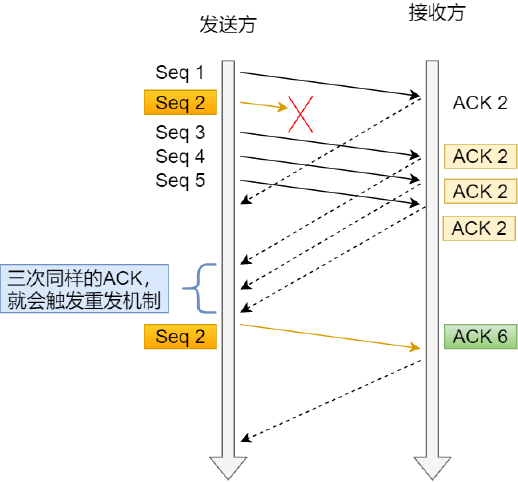 发送方
接收方
Seq 1
ACK 2
Seq 2
Seq 3
Seq 4
ACK 2
Seq 5
ACK 2
ACK 2
三次同样的ACK，
就会触发重发机制
Seq 2
ACK 6